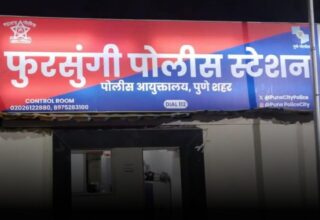 फुरसुंगी पोलीस स्टेशन
पोलीस आयुक्तालय, पुणे शहर
CONTROL ROOM
02026122880, 8975283100
DIAL 112
@PuneCityPolice
@PuneCityPolice